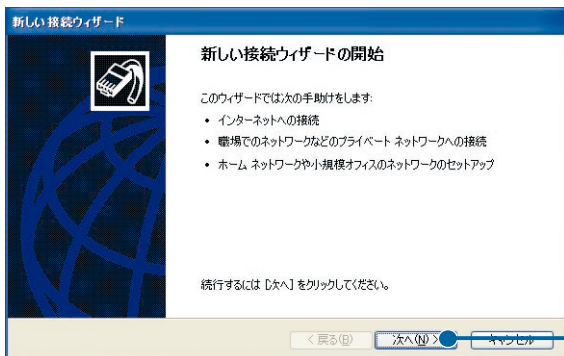 新しい接続ウィザード
新しい接続ウィザードの開始
このウィザードでは次の手助けをします:
• インターネットへの接続
• 職場でのネットワークなどのプライベート ネットワークへの接続
• ホーム ネットワークや小規模オフィスのネットワークのセットアップ
続行するには [次へ] をクリックしてください。
< 戻る(B) 次へ(N) > キャンセル